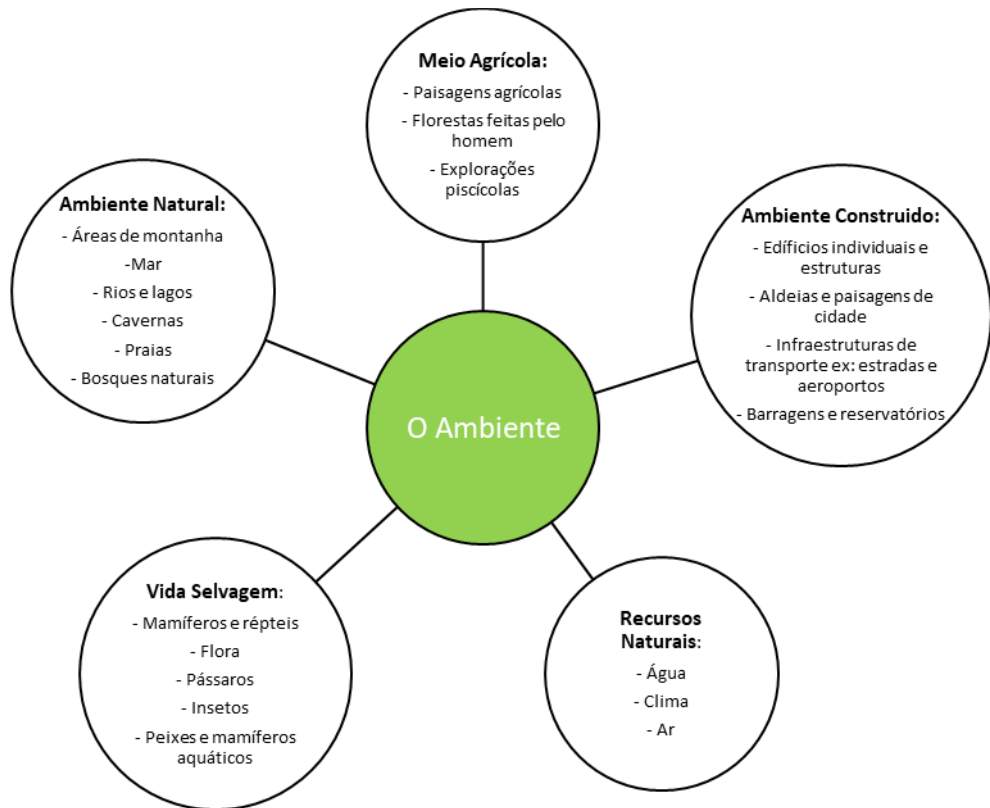 Meio Agrícola:
- Paisagens agrícolas
- Florestas feitas pelo
homem
- Explorações
piscícolas
Ambiente Natural:
- Áreas de montanha
-Mar
- Rios e lagos
- Cavernas
- Praias
- Bosques naturais
Ambiente Construido:
- Edíficios individuais e
estruturas
- Aldeias e paisagens de
cidade
- Infraestruturas de
transporte ex: estradas e
aeroportos
- Barragens e reservatórios
O Ambiente
Vida Selvagem:
- Mamíferos e répteis
- Flora
- Pássaros
- Insetos
- Peixes e mamíferos
aquáticos
Recursos
Naturais:
- Água
- Clima
- Ar